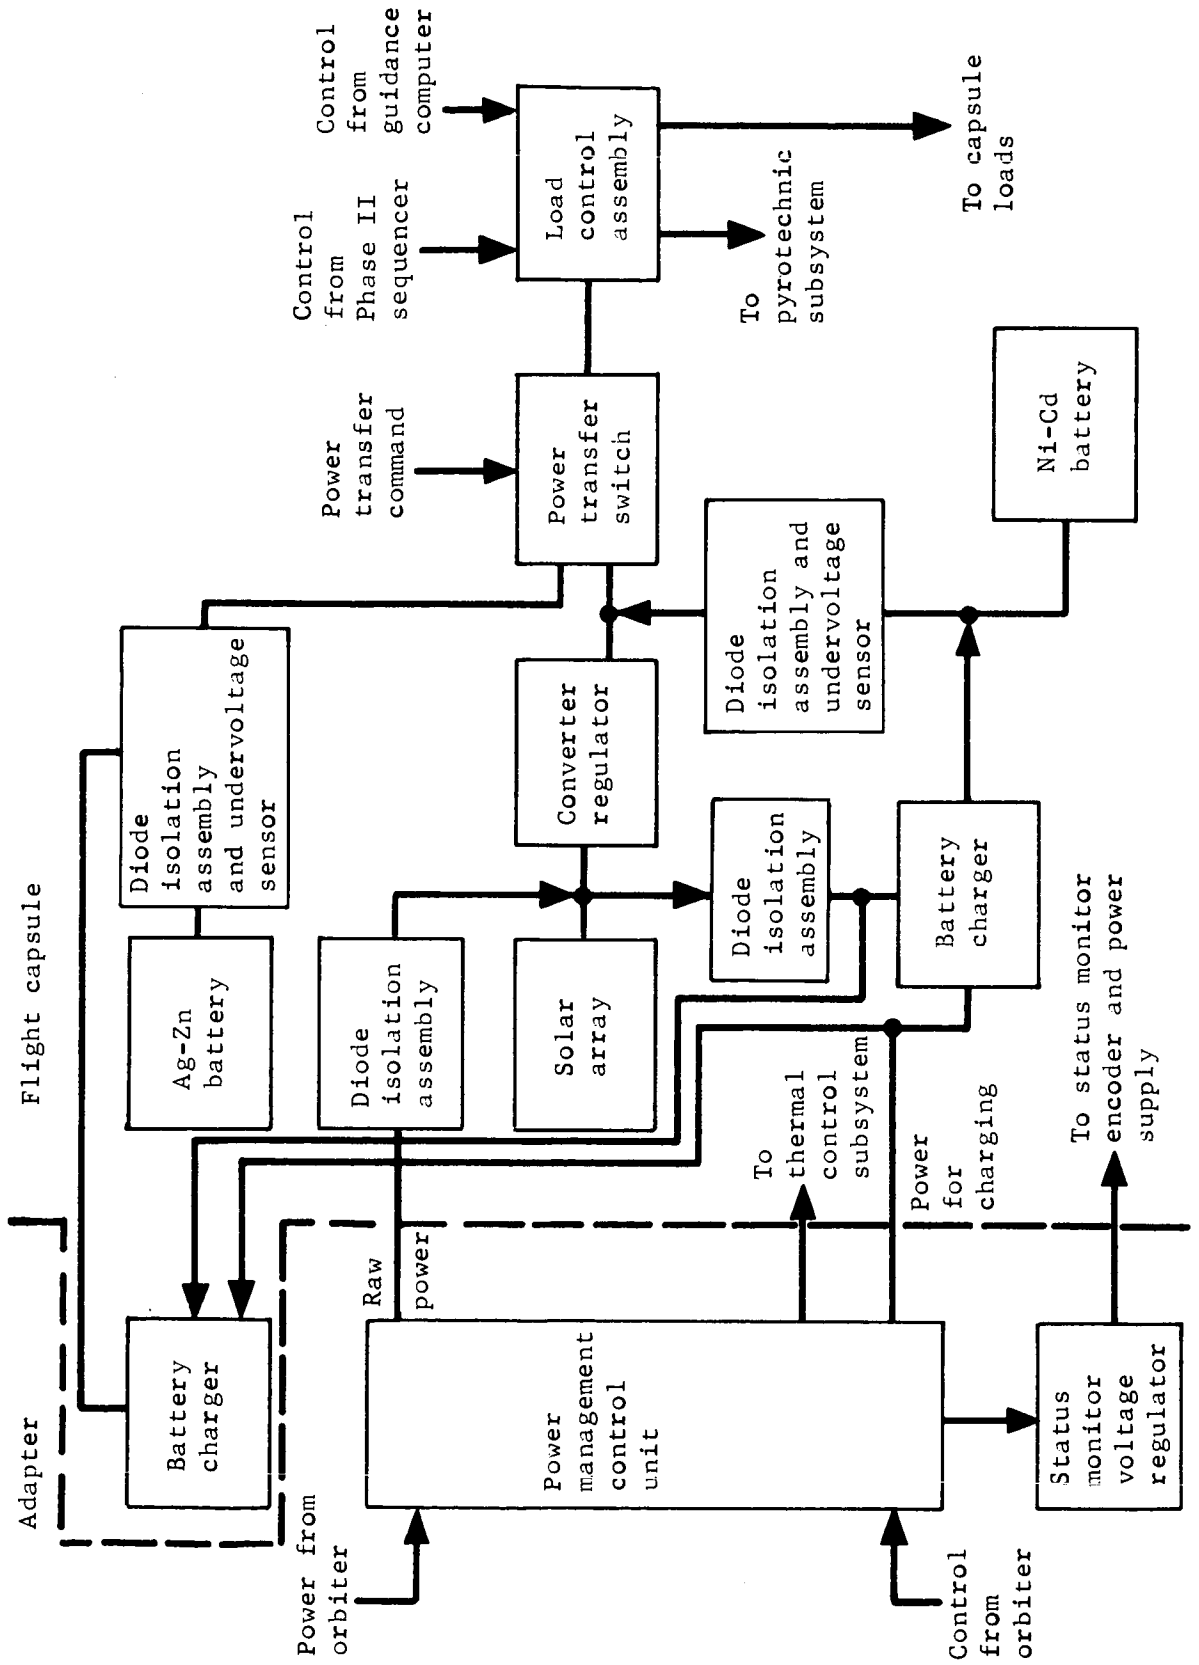 Adapter
Flight capsule
Battery
charger
Ag-Zn
battery
Diode
isolation
assembly
and undervoltage
sensor
Power from
orbiter
Raw
power
Diode
isolation
assembly
Power
transfer
command
Control
from
Phase II
sequencer
Control
from
guidance
computer
Power
management
control
unit
Solar
array
Converter
regulator
Power
transfer
switch
Load
control
assembly
To
thermal
control
subsystem
Diode
isolation
assembly
Diode
isolation
assembly and
undervoltage
sensor
To
pyrotechnic
subsystem
Control
from
orbiter
Power
for
charging
Battery
charger
To capsule
loads
Status
monitor
voltage
regulator
To status monitor
encoder and power
supply
Ni-Cd
battery